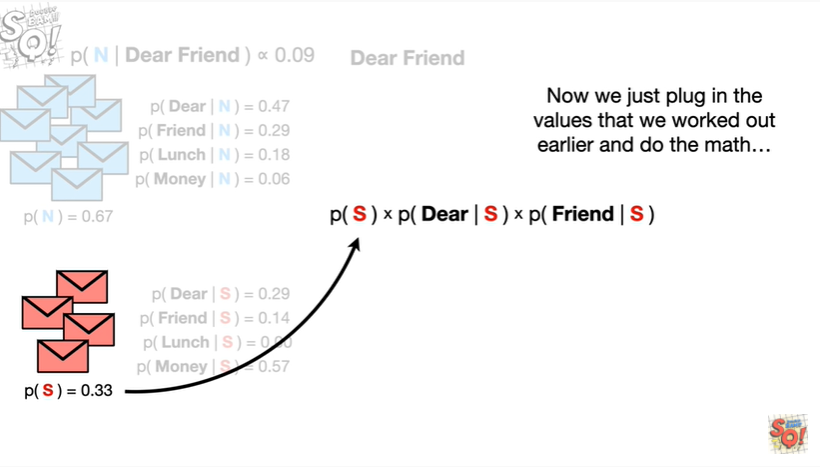 p( N | Dear Friend ) ∝ 0.09
Dear Friend
Now we just plug in the
values that we worked out
earlier and do the math…
p( Dear | N ) = 0.47
p( Friend | N ) = 0.29
p( Lunch | N ) = 0.18
p( Money | N ) = 0.06
p( N ) = 0.67
p( S ) × p( Dear | S ) × p( Friend | S )
p( Dear | S ) = 0.29
p( Friend | S ) = 0.14
p( Lunch | S ) = 0.00
p( Money | S ) = 0.57
p( S ) = 0.33
SQ!